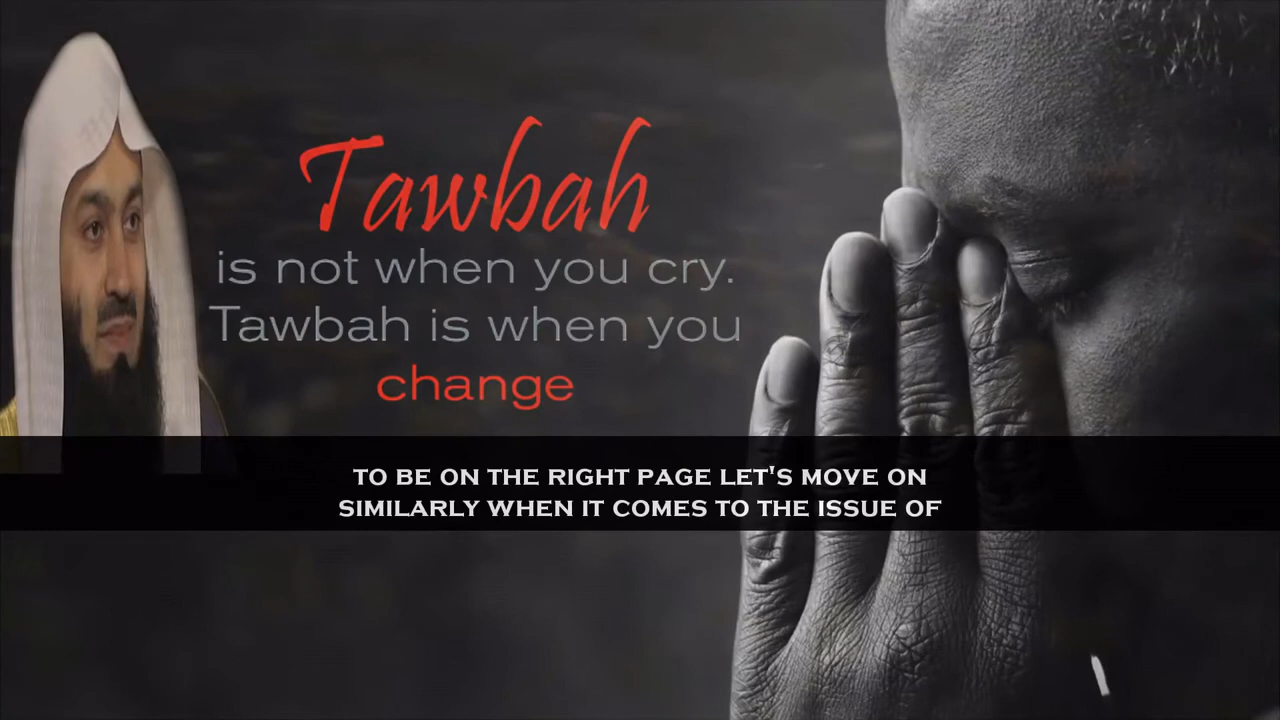 Tawbah
is not when you cry.
Tawbah is when you
change
TO BE ON THE RIGHT PAGE LET'S MOVE ON
SIMILARLY WHEN IT COMES TO THE ISSUE OF